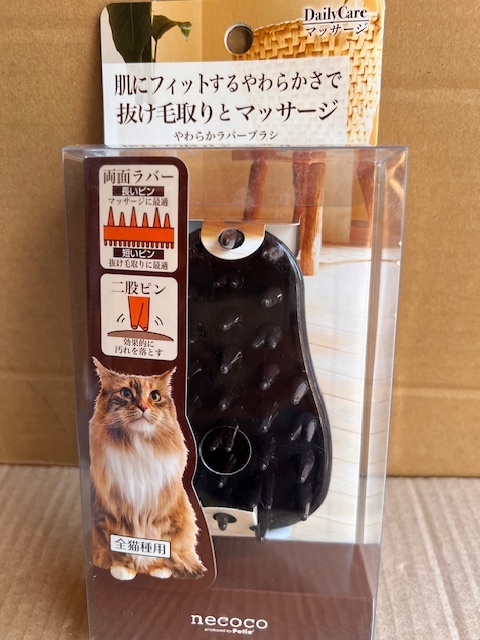 DailyCare
マッサージ
肌にフィットするやわらかさで
抜け毛取りとマッサージ
やわらかラバーブラシ
両面ラバー
長いピン
マッサージに最適
短いピン
抜け毛取りに最適
二股ピン
効果的に
汚れを落とす
全猫種用
necoco
produced by Petio